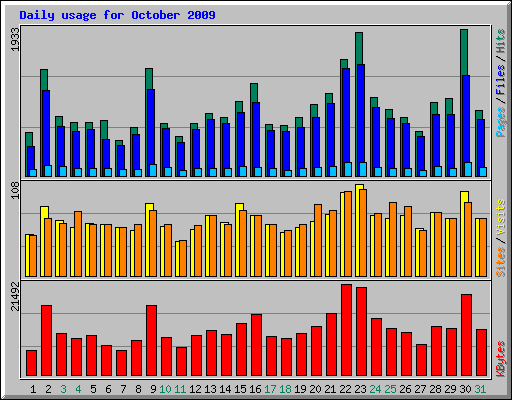 Daily usage for October 2009
1933
Pages / Files / Hits
108
Sites / Visits
21492
KBytes
1 2 3 4 5 6 7 8 9 10 11 12 13 14 15 16 17 18 19 20 21 22 23 24 25 26 27 28 29 30 31